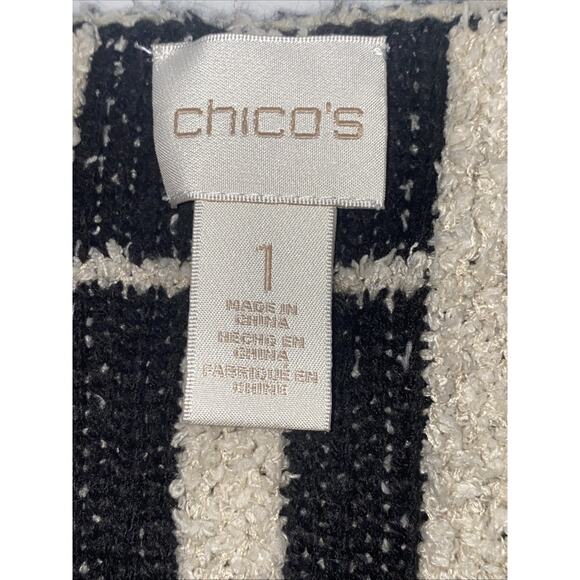 chico's
1
MADE IN
CHINA
HECHO EN
CHINA
FABRIQUÉ EN
CHINE